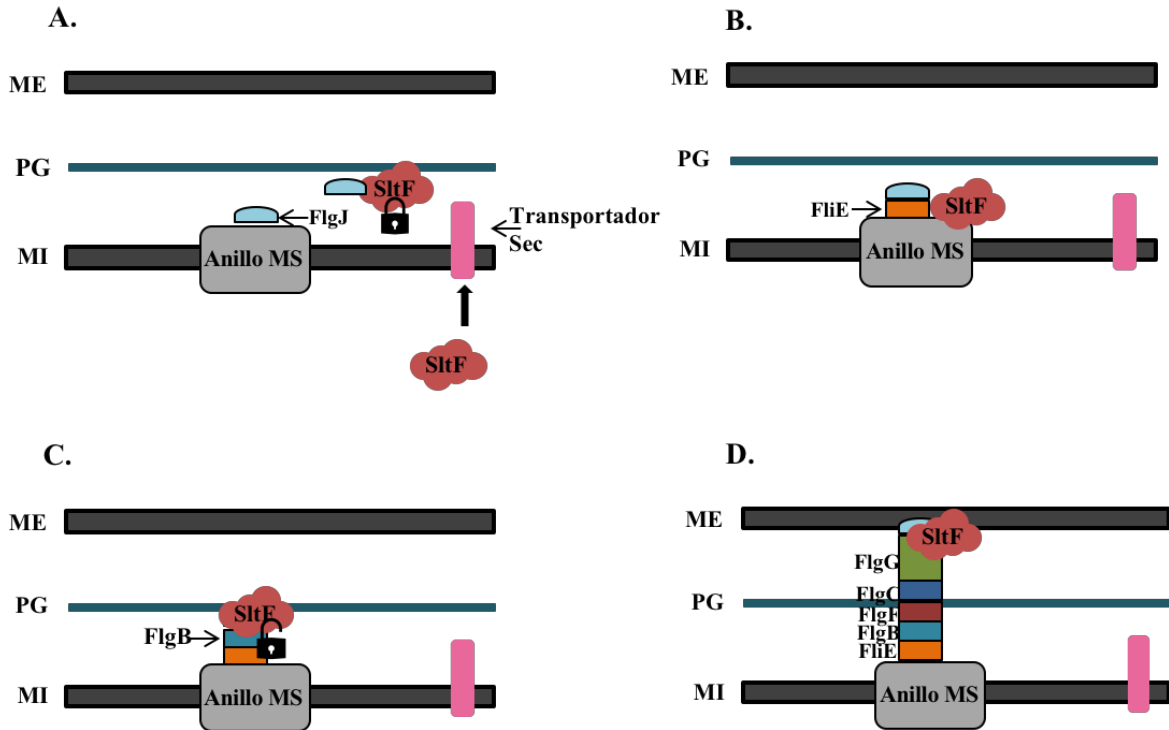 A.
ME
PG
SltF
FlgJ
Transportador
Sec
MI
Anillo MS
SltF
B.
ME
PG
FliE
SltF
MI
Anillo MS
C.
ME
PG
SltF
FlgB
MI
Anillo MS
D.
ME
SltF
FlgG
FlgC
PG
FlgF
FlgB
FliE
MI
Anillo MS